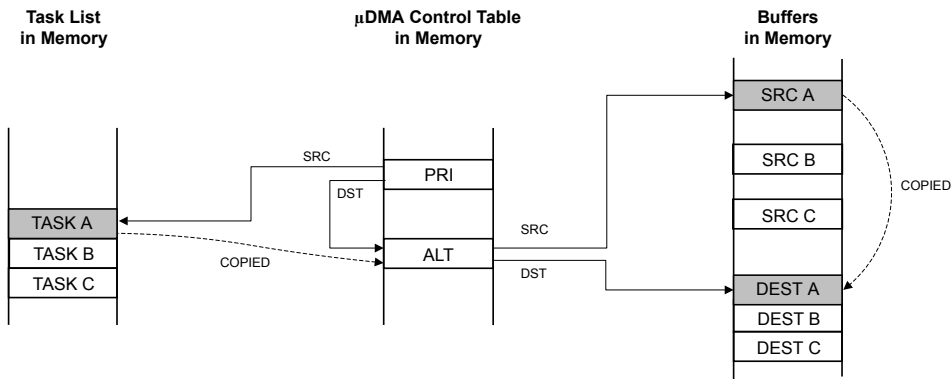 Task List
in Memory
μDMA Control Table
in Memory
Buffers
in Memory
SRC A
SRC B
SRC C
COPIED
SRC
PRI
DST
TASK A
TASK B
TASK C
COPIED
ALT
SRC
DST
DEST A
DEST B
DEST C